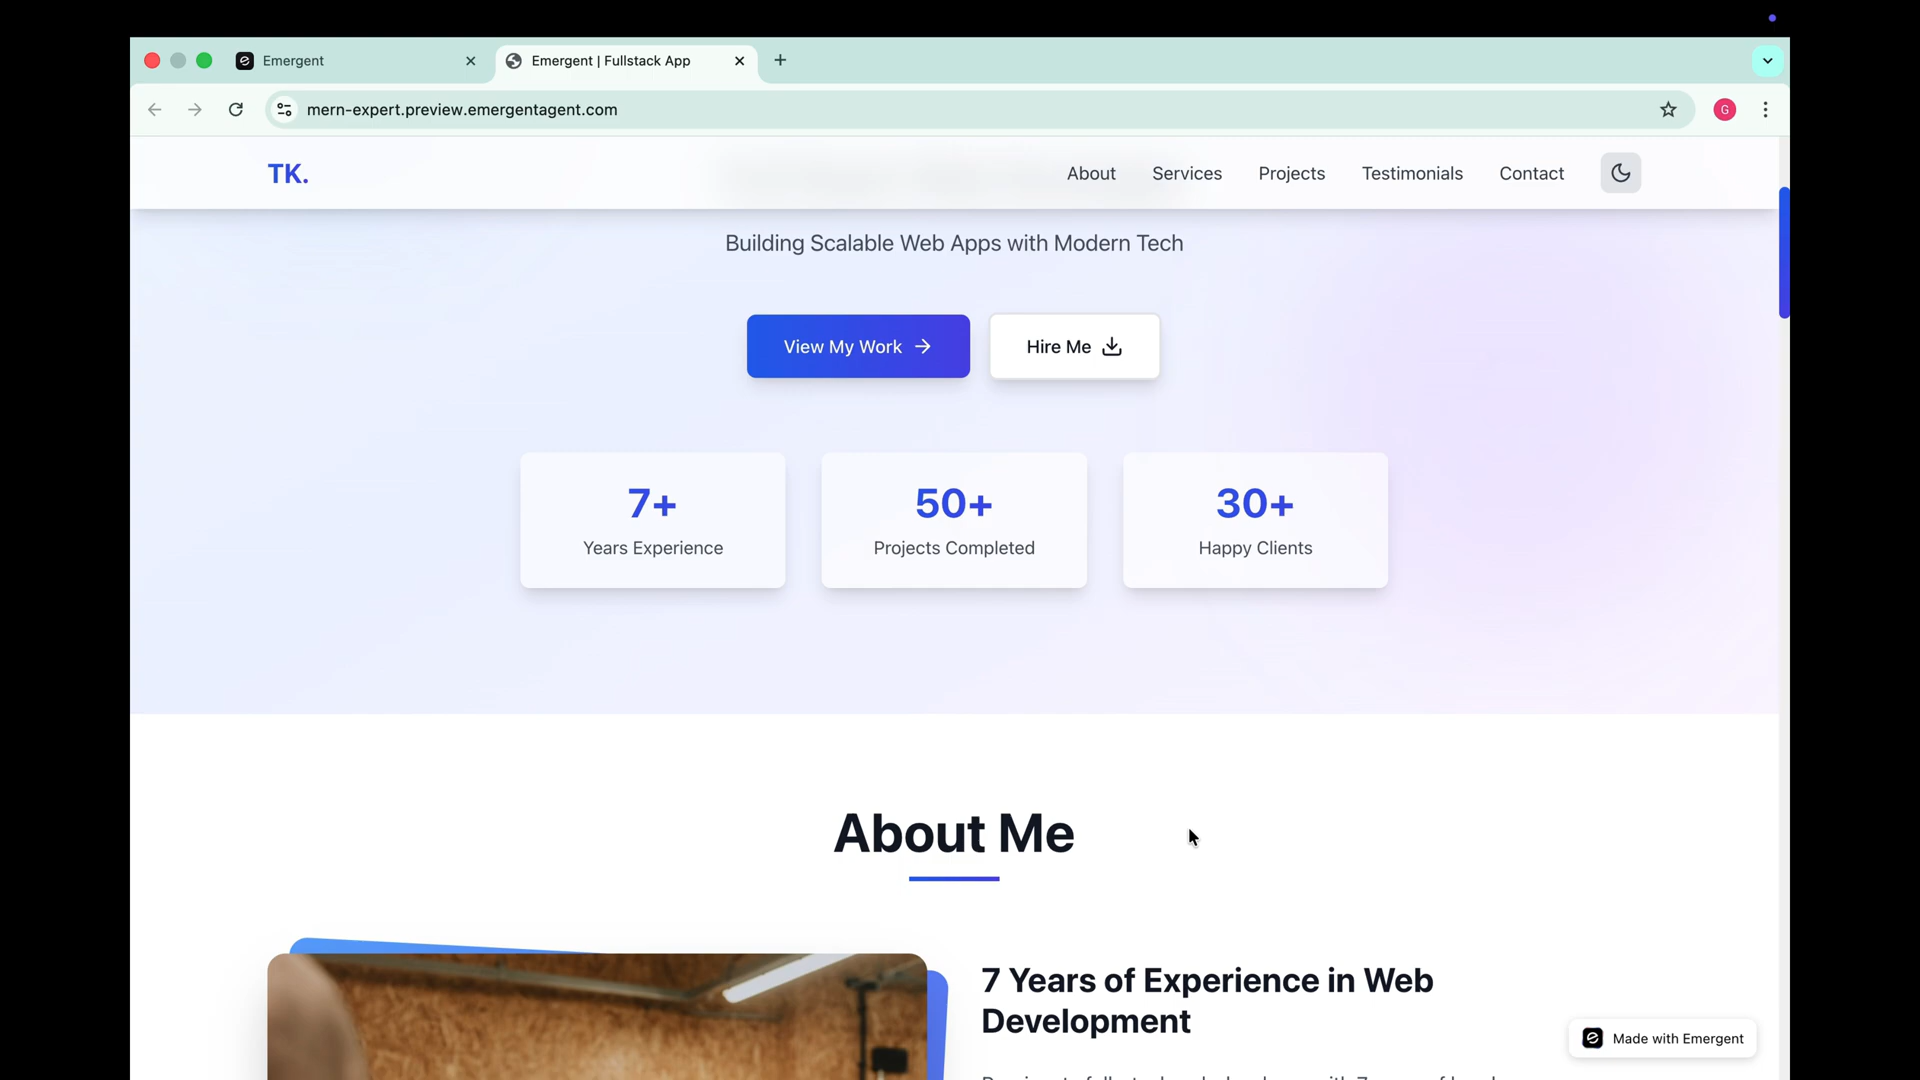 Emergent
Emergent | Fullstack App
mern-expert.preview.emergentagent.com
G
TK.
About
Services
Projects
Testimonials
Contact
Building Scalable Web Apps with Modern Tech
View My Work
Hire Me
7+
Years Experience
50+
Projects Completed
30+
Happy Clients
About Me
7 Years of Experience in Web
Development
Made with Emergent